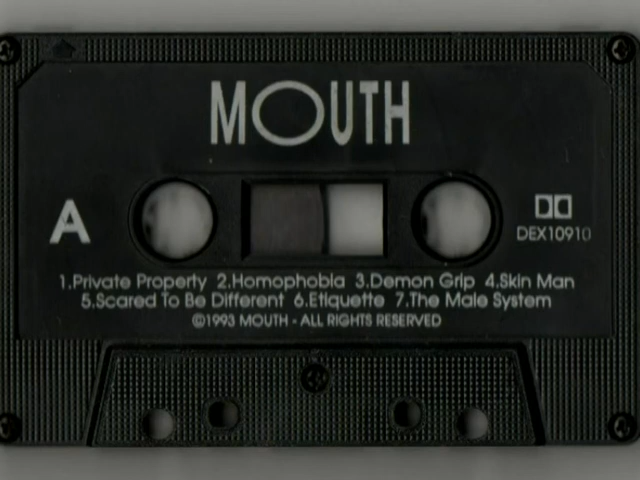 MOUTH
A
DEX10910
1.Private Property 2.Homophobia 3.Demon Grip 4.Skin Man
5.Scared To Be Different 6.Etiquette 7.The Male System
©1993 MOUTH - ALL RIGHTS RESERVED